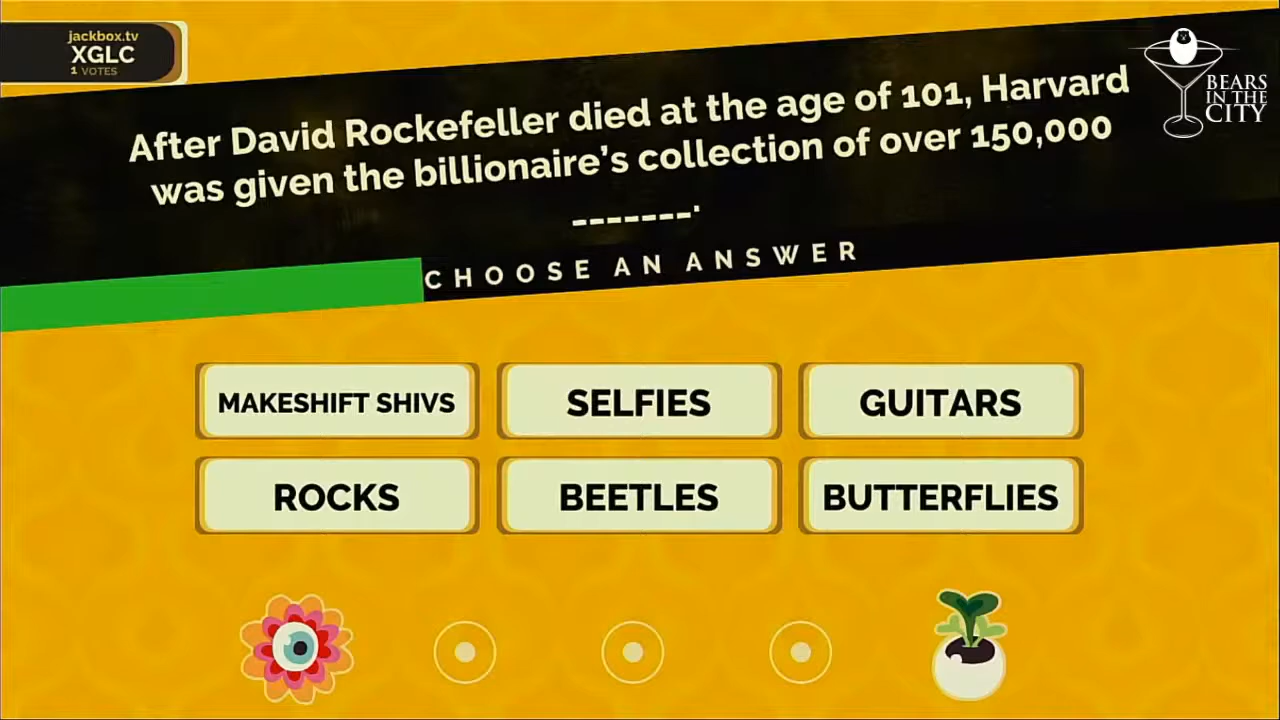 jackbox.tv
XGLC
1 VOTES
BEARS
IN THE
CITY
After David Rockefeller died at the age of 101, Harvard
was given the billionaire's collection of over 150,000
_______.
CHOOSE AN ANSWER
MAKESHIFT SHIVS
SELFIES
GUITARS
ROCKS
BEETLES
BUTTERFLIES